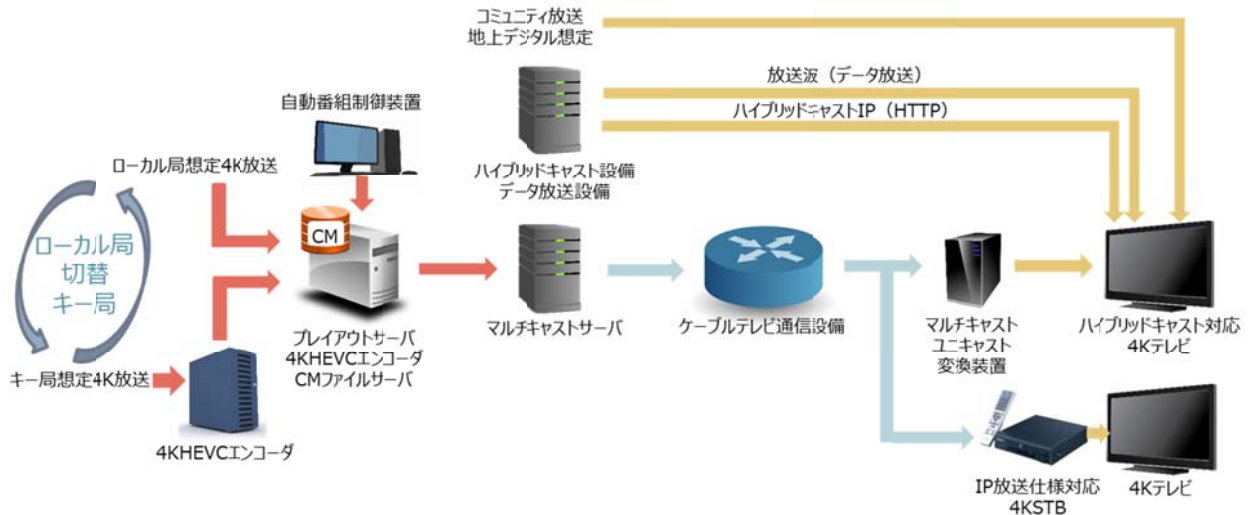 コミュニティ放送
地上デジタル想定
放送波（データ放送）
ハイブリッドキャストIP（HTTP）
自動番組制御装置
ローカル局想定4K放送
ハイブリッドキャスト設備
データ放送設備
CM
ローカル局
切替
キー局
プレイアウトサーバ
4KHEVCエンコーダ
CMファイルサーバ
マルチキャストサーバ
ケーブルテレビ通信設備
マルチキャスト
ユニキャスト
変換装置
ハイブリッドキャスト対応
4Kテレビ
キー局想定4K放送
4KHEVCエンコーダ
IP放送仕様対応
4KSTB
4Kテレビ